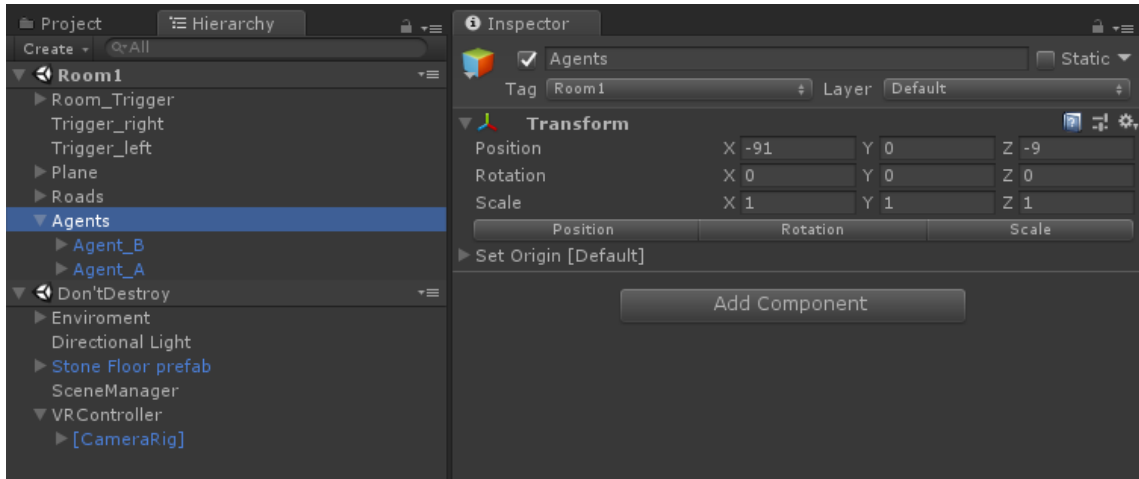 Project
Hierarchy
Create
All
Room1
Room_Trigger
Trigger_right
Trigger_left
Plane
Roads
Agents
Agent_B
Agent_A
Don'tDestroy
Enviroment
Directional Light
Stone Floor prefab
SceneManager
VRController
[CameraRig]
Inspector
Agents Static
Tag Room1 Layer Default
Transform
Position X -91 Y 0 Z -9
Rotation X 0 Y 0 Z 0
Scale X 1 Y 1 Z 1
Position Rotation Scale
Set Origin [Default]
Add Component